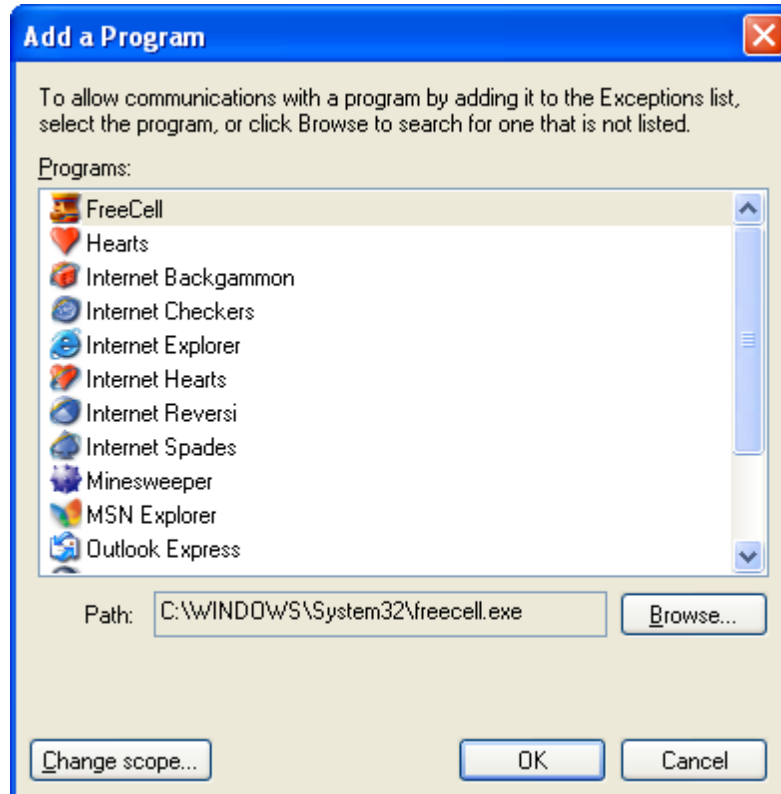 Add a Program
To allow communications with a program by adding it to the Exceptions list,
select the program, or click Browse to search for one that is not listed.
Programs:
FreeCell
Hearts
Internet Backgammon
Internet Checkers
Internet Explorer
Internet Hearts
Internet Reversi
Internet Spades
Minesweeper
MSN Explorer
Outlook Express
Path: C:\WINDOWS\System32\freecell.exe Browse...
Change scope... OK Cancel